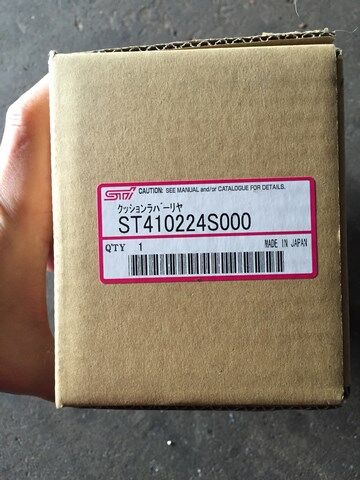 STI CAUTION: SEE MANUAL and/or CATALOGUE FOR DETAILS.
クッションラバーリヤ
ST410224S000
QTY 1 MADE IN JAPAN